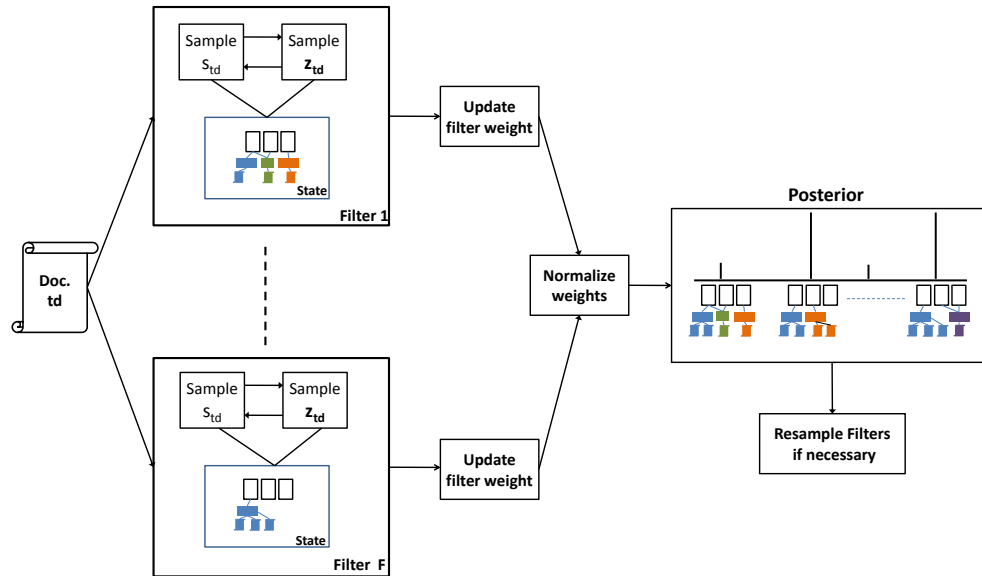 Sample
s_td
Sample
z_td
State
Filter 1
Update
filter weight
Doc.
td
Normalize
weights
Posterior
Resample Filters
if necessary
Sample
s_td
Sample
z_td
State
Filter F
Update
filter weight